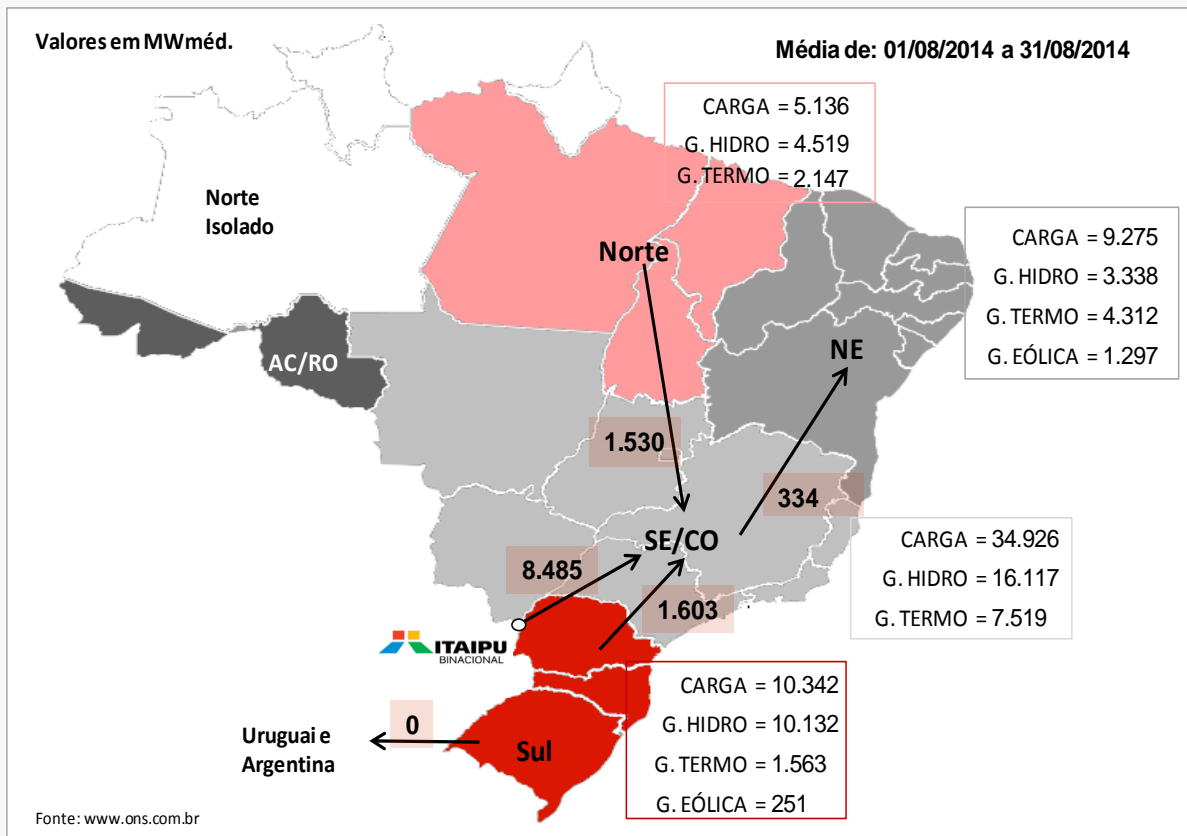 Valores em MWméd.
Média de: 01/08/2014 a 31/08/2014
CARGA = 5.136
G. HIDRO = 4.519
G. TERMO = 2.147
Norte
Isolado
Norte
CARGA = 9.275
G. HIDRO = 3.338
G. TERMO = 4.312
G. EÓLICA = 1.297
AC/RO
NE
1.530
334
SE/CO
CARGA = 34.926
G. HIDRO = 16.117
G. TERMO = 7.519
8.485
1.603
ITAIPU
BINACIONAL
CARGA = 10.342
G. HIDRO = 10.132
G. TERMO = 1.563
G. EÓLICA = 251
0
Uruguai e
Argentina
Sul
Fonte: www.ons.com.br